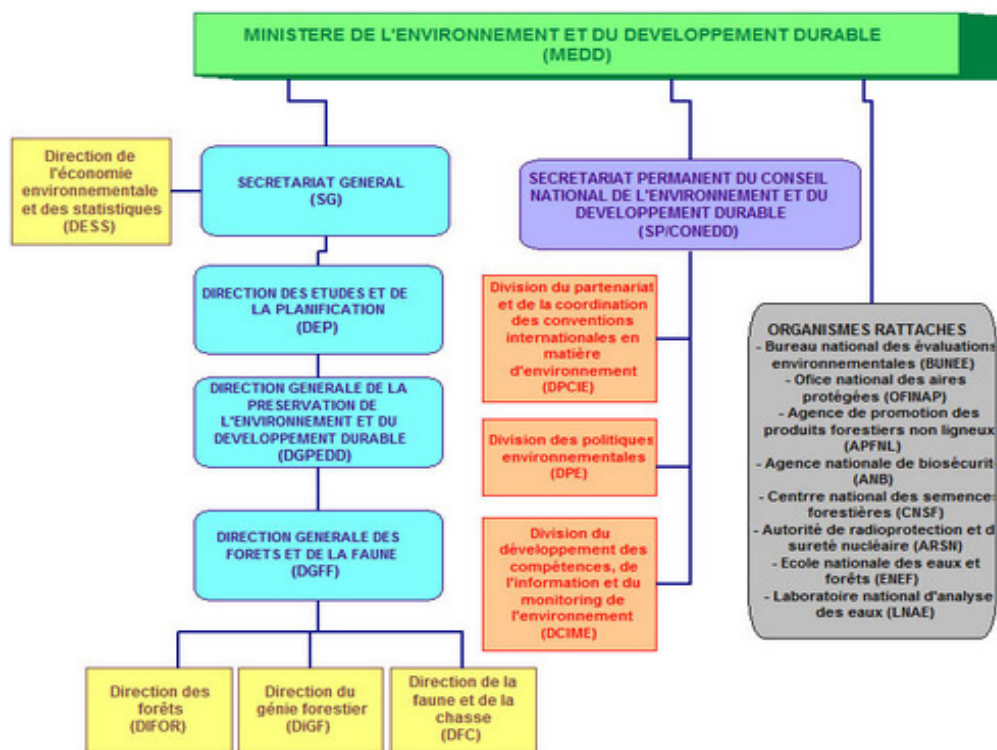 MINISTERE DE L'ENVIRONNEMENT ET DU DEVELOPPEMENT DURABLE
(MEDD)
Direction de
l'économie
environnementale
et des statistiques
(DESS)
SECRETARIAT GENERAL
(SG)
SECRETARIAT PERMANENT DU CONSEIL
NATIONAL DE L'ENVIRONNEMENT ET DU
DEVELOPPEMENT DURABLE
(SP/CONEDD)
DIRECTION DES ETUDES ET DE
LA PLANIFICATION
(DEP)
DIRECTION GENERALE DE LA
PRESERVATION DE
L'ENVIRONNEMENT ET DU
DEVELOPPEMENT DURABLE
(DGPEDD)
DIRECTION GENERALE DES
FORETS ET DE LA FAUNE
(DGFF)
Direction des
forêts
(DIFOR)
Direction du
génie forestier
(DiGF)
Direction de la
faune et de la
chasse
(DFC)
Division du partenariat
et de la coordination
des conventions
internationales en
matière
d'environnement
(DPCIE)
Division des politiques
environnementales
(DPE)
Division du
développement des
compétences, de
l'information et du
monitoring de
l'environnement
(DCIME)
ORGANISMES RATTACHES
- Bureau national des évaluations
environnementales (BUNEE)
- Ofice national des aires
protégées (OFINAP)
- Agence de promotion des
produits forestiers non ligneux
(APFNL)
- Agence nationale de biosécurit
(ANB)
- Centrre national des semences
forestières (CNSF)
- Autorité de radioprotection et d
sureté nucléaire (ARSN)
- Ecole nationale des eaux et
forêts (ENEF)
- Laboratoire national d'analyse
des eaux (LNAE)